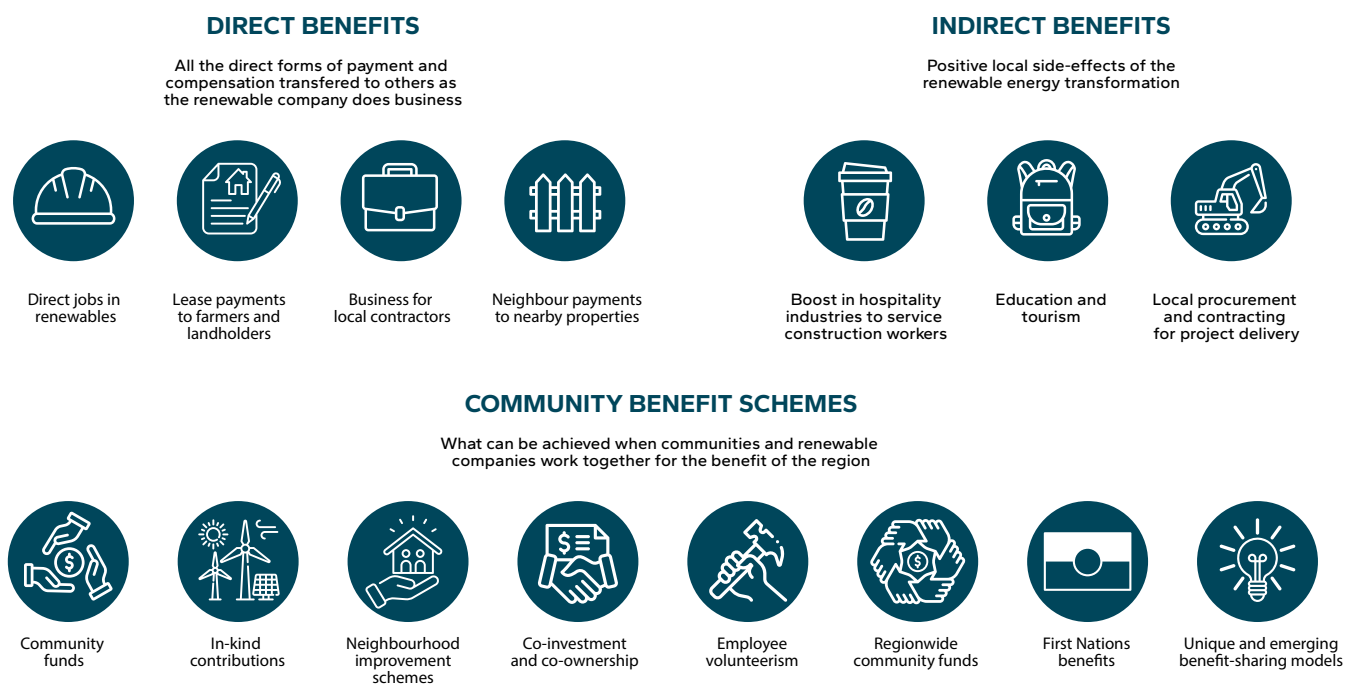 DIRECT BENEFITS
All the direct forms of payment and
compensation transfered to others as
the renewable company does business
Direct jobs in
renewables
Lease payments
to farmers and
landholders
Business for
local contractors
Neighbour payments
to nearby properties
INDIRECT BENEFITS
Positive local side-effects of the
renewable energy transformation
Boost in hospitality
industries to service
construction workers
Education and
tourism
Local procurement
and contracting
for project delivery
COMMUNITY BENEFIT SCHEMES
What can be achieved when communities and renewable
companies work together for the benefit of the region
$
Community
funds
In-kind
contributions
Neighbourhood
improvement
schemes
$
Co-investment
and co-ownership
Employee
volunteerism
$
Regionwide
community funds
First Nations
benefits
Unique and emerging
benefit-sharing models